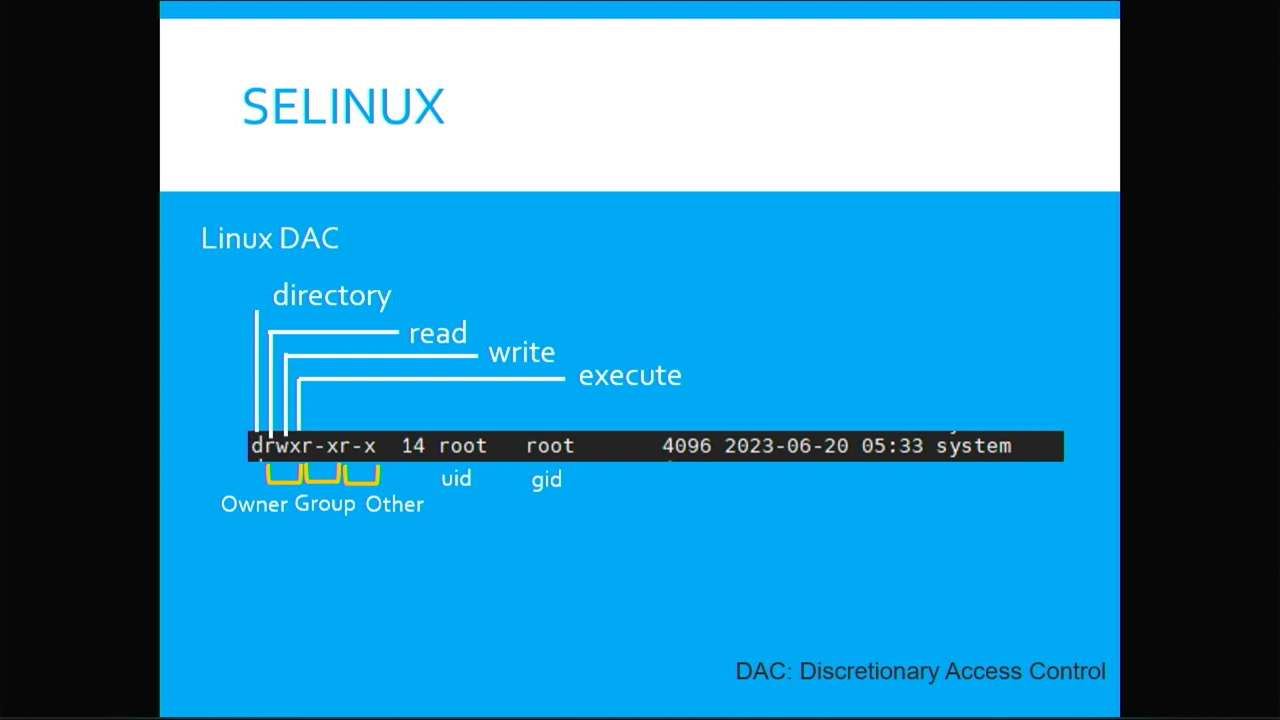 SELINUX
Linux DAC
directory
read
write
execute
drwxr-xr-x 14 root root 4096 2023-06-20 05:33 system
uid gid
Owner Group Other
DAC: Discretionary Access Control